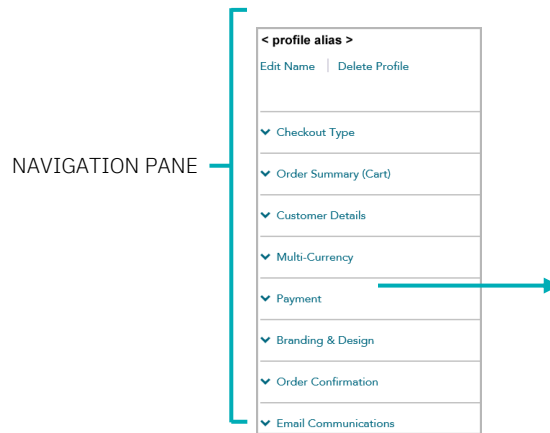 < profile alias >
Edit Name | Delete Profile
Checkout Type
NAVIGATION PANE
Order Summary (Cart)
Customer Details
Multi-Currency
Payment
Branding & Design
Order Confirmation
Email Communications